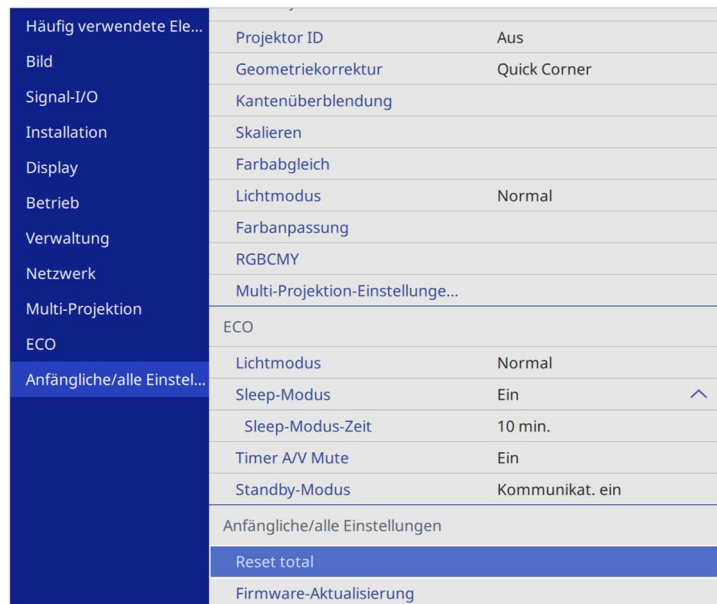 Häufig verwendete Ele...
Bild
Signal-I/O
Installation
Display
Betrieb
Verwaltung
Netzwerk
Multi-Projektion
ECO
Anfängliche/alle Einstel...
Projektor ID Aus
Geometriekorrektur Quick Corner
Kantenüberblendung
Skalieren
Farbabgleich
Lichtmodus Normal
Farbanpassung
RGBCMY
Multi-Projektion-Einstellunge...
ECO
Lichtmodus Normal
Sleep-Modus Ein
Sleep-Modus-Zeit 10 min.
Timer A/V Mute Ein
Standby-Modus Kommunikat. ein
Anfängliche/alle Einstellungen
Reset total
Firmware-Aktualisierung